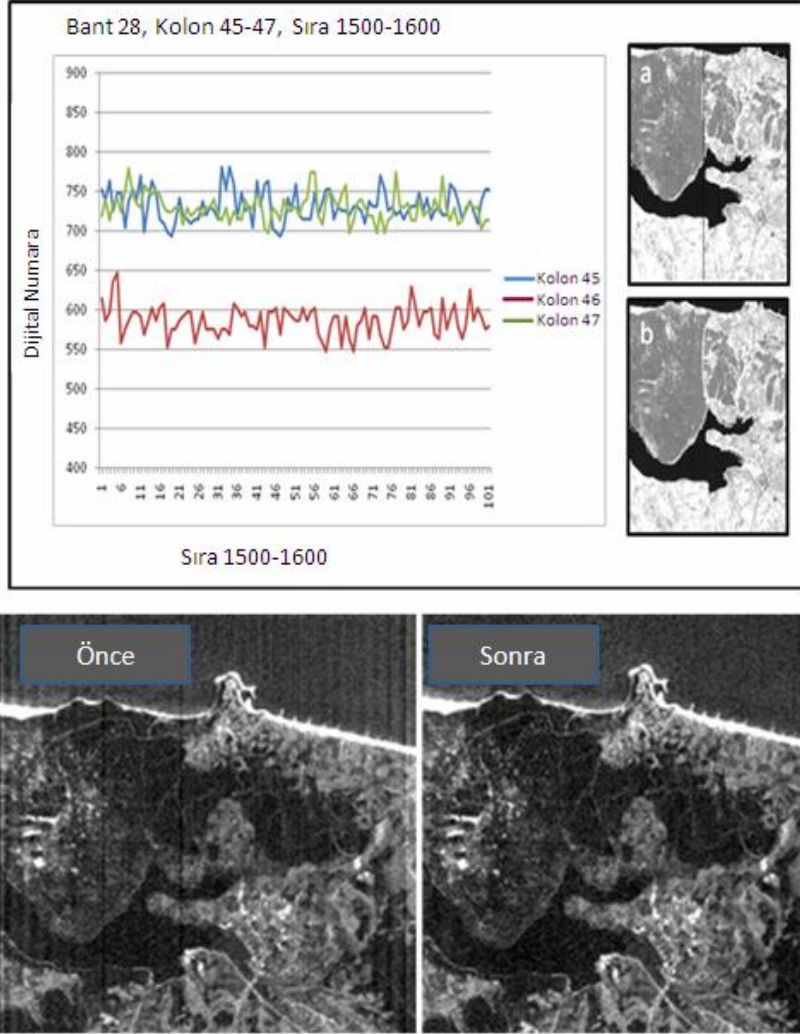 Bant 28, Kolon 45-47, Sıra 1500-1600
900
850
800
750
700
650
600
550
500
450
400
Dijital Numara
1 6 11 16 21 26 31 36 41 46 51 56 61 66 71 76 81 86 91 96 101
Sıra 1500-1600
Kolon 45
Kolon 46
Kolon 47
a
b
Önce
Sonra